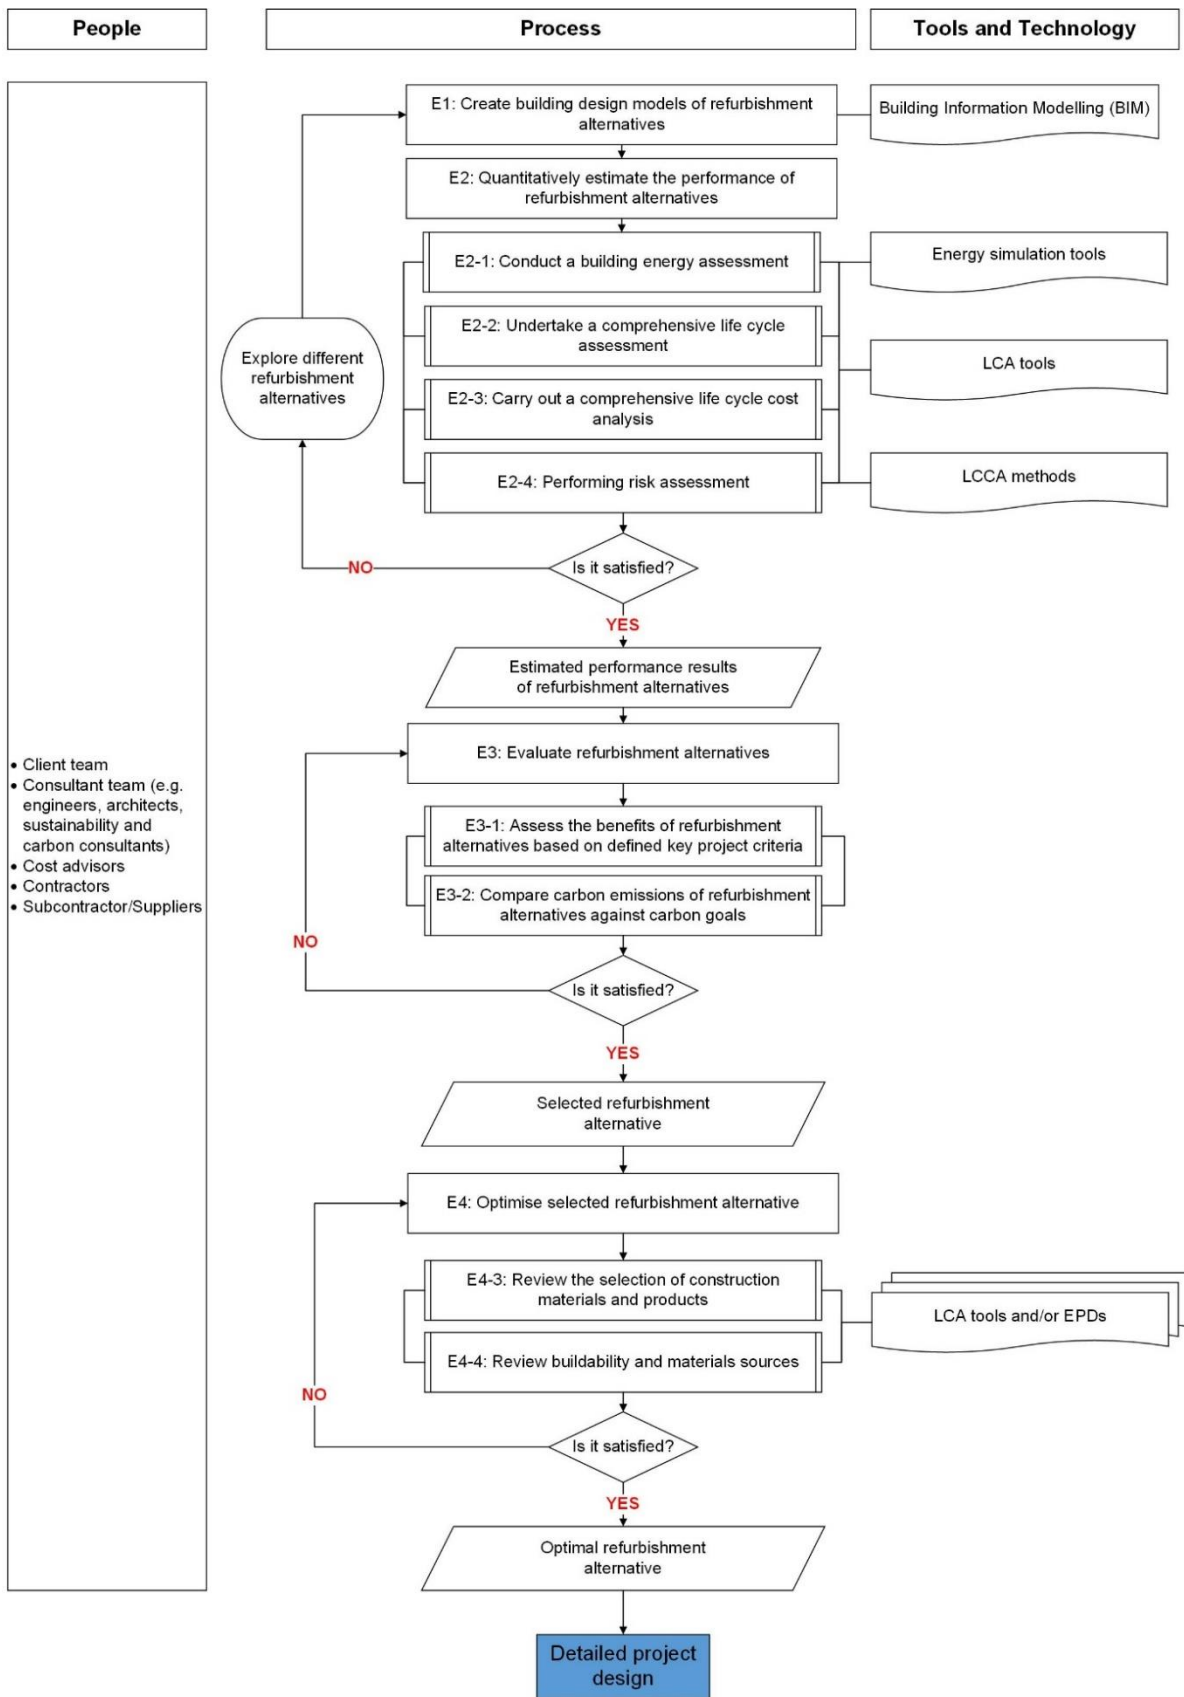 People
Process
Tools and Technology
E1: Create building design models of refurbishment
alternatives
Building Information Modelling (BIM)
E2: Quantitatively estimate the performance of
refurbishment alternatives
E2-1: Conduct a building energy assessment
Energy simulation tools
E2-2: Undertake a comprehensive life cycle
assessment
Explore different
refurbishment
alternatives
LCA tools
E2-3: Carry out a comprehensive life cycle cost
analysis
E2-4: Performing risk assessment
LCCA methods
Is it satisfied?
NO
YES
Estimated performance results
of refurbishment alternatives
• Client team
• Consultant team (e.g.
engineers, architects,
sustainability and
carbon consultants)
• Cost advisors
• Contractors
• Subcontractor/Suppliers
E3: Evaluate refurbishment alternatives
E3-1: Assess the benefits of refurbishment
alternatives based on defined key project criteria
E3-2: Compare carbon emissions of refurbishment
alternatives against carbon goals
NO
Is it satisfied?
YES
Selected refurbishment
alternative
E4: Optimise selected refurbishment alternative
E4-3: Review the selection of construction
materials and products
LCA tools and/or EPDs
E4-4: Review buildability and materials sources
NO
Is it satisfied?
YES
Optimal refurbishment
alternative
Detailed project
design